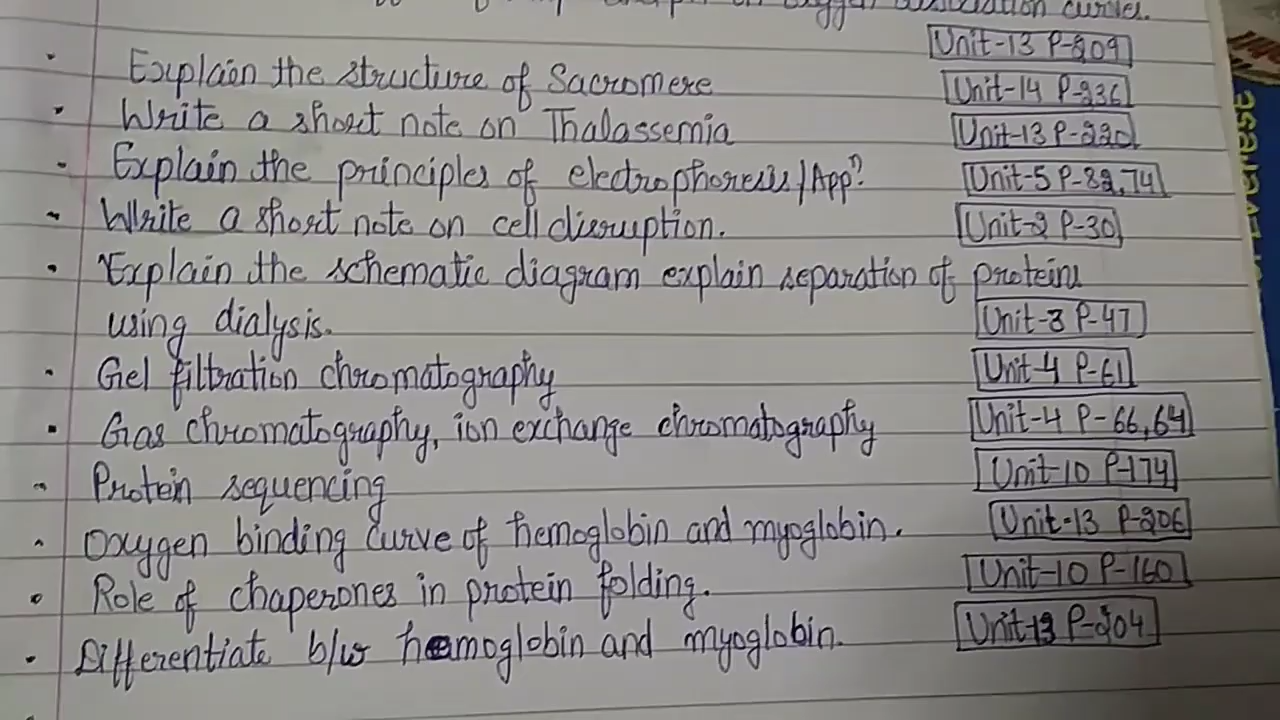 oxygen dissociation curve.
Unit-13 P-209
• Explain the structure of Sacromere
Unit-14 P-236
• Write a short note on Thalassemia
Unit-13 P-220
• Explain the principles of electrophoresis/Appⁿ?
Unit-5 P-82,74
• Write a short note on cell disruption.
Unit-2 P-30
• Explain the schematic diagram explain separation of proteins
using dialysis.
Unit-3 P-47
• Gel filtration chromatography
Unit-4 P-61
• Gas chromatography, ion exchange chromatography
Unit-4 P-66,64
• Protein sequencing
Unit-10 P-174
• Oxygen binding curve of hemoglobin and myoglobin.
Unit-13 P-206
• Role of chaperones in protein folding.
Unit-10 P-160
• Differentiate b/w hemoglobin and myoglobin.
Unit-13 P-204